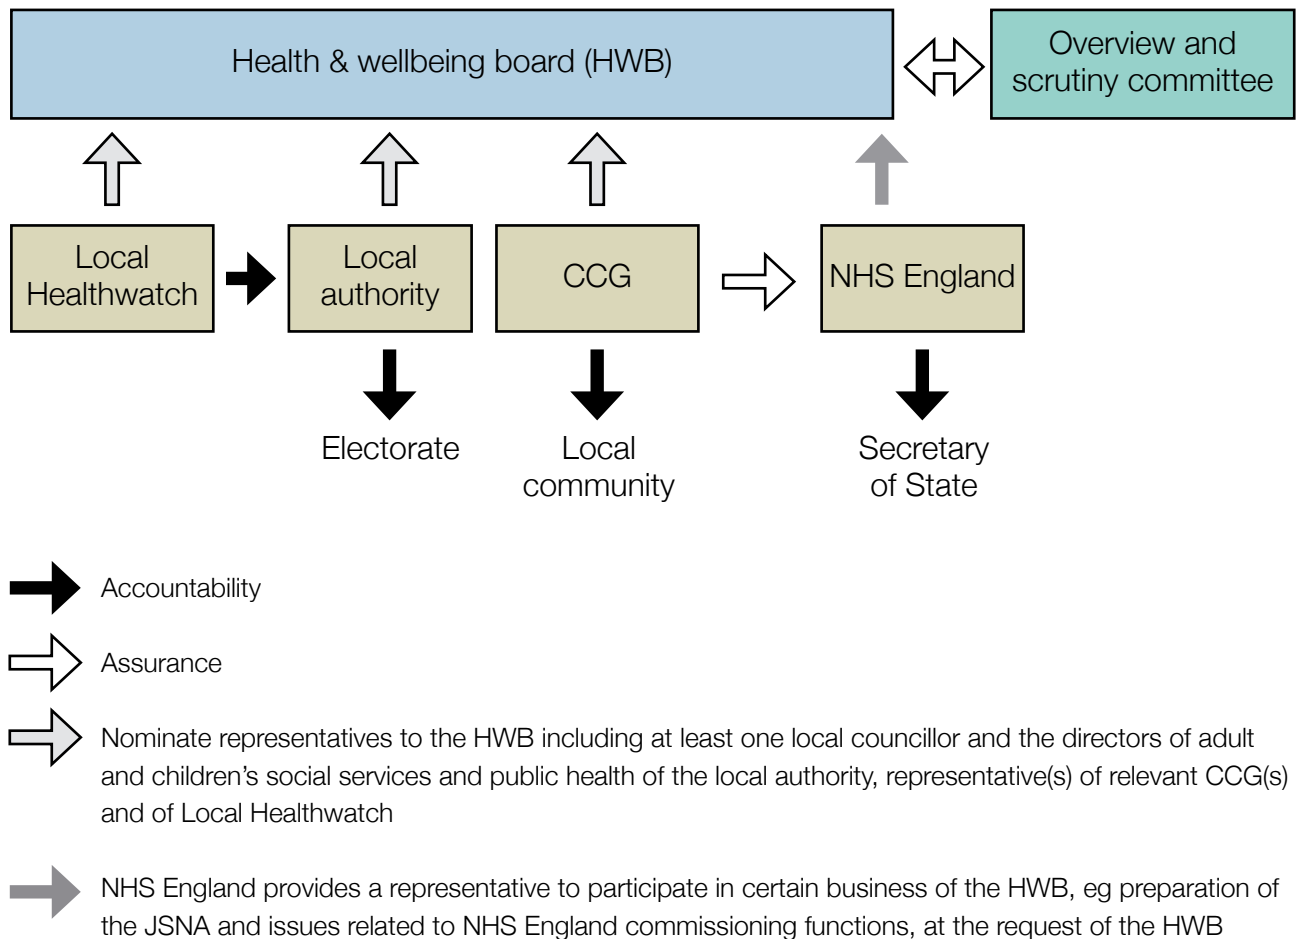 Health & wellbeing board (HWB)
Overview and
scrutiny committee
Local
Healthwatch
Local
authority
CCG
NHS England
Electorate
Local
community
Secretary
of State
Accountability
Assurance
Nominate representatives to the HWB including at least one local councillor and the directors of adult
and children’s social services and public health of the local authority, representative(s) of relevant CCG(s)
and of Local Healthwatch
NHS England provides a representative to participate in certain business of the HWB, eg preparation of
the JSNA and issues related to NHS England commissioning functions, at the request of the HWB